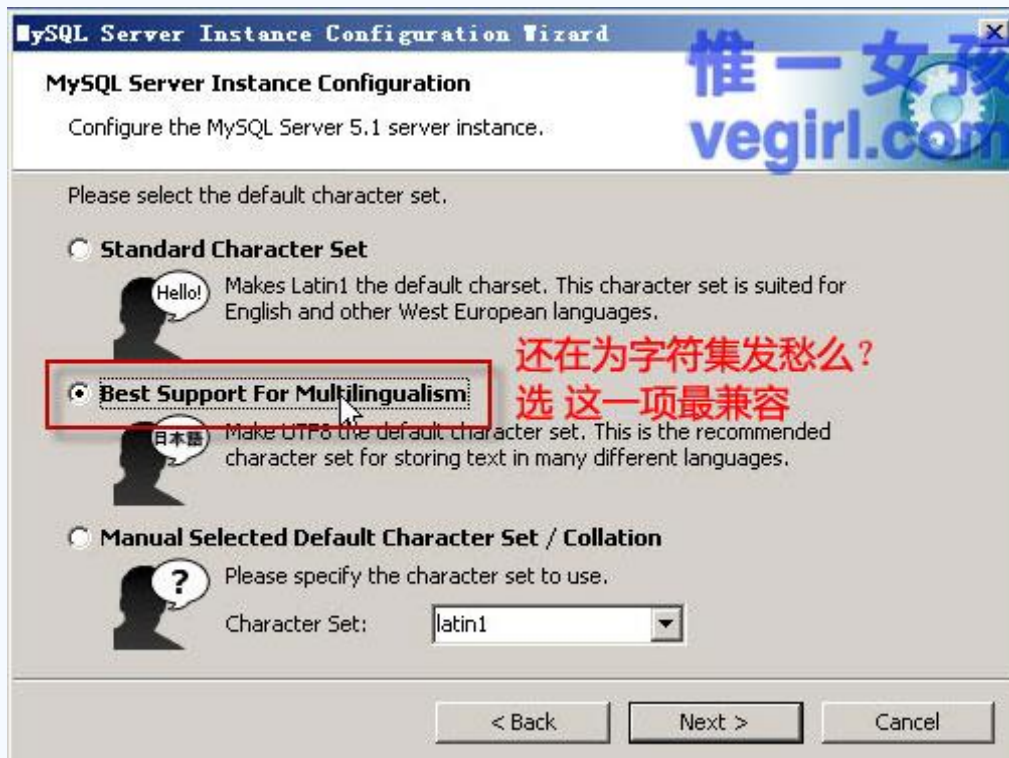 MySQL Server Instance Configuration Wizard
惟一女孩
vegirl.com
MySQL Server Instance Configuration
Configure the MySQL Server 5.1 server instance.
Please select the default character set.
Standard Character Set
Hello!
Makes Latin1 the default charset. This character set is suited for
English and other West European languages.
还在为字符集发愁么?
选 这一项最兼容
Best Support For Multilingualism
日本語
Make UTF8 the default character set. This is the recommended
character set for storing text in many different languages.
Manual Selected Default Character Set / Collation
?
Please specify the character set to use.
Character Set: latin1
< Back Next > Cancel